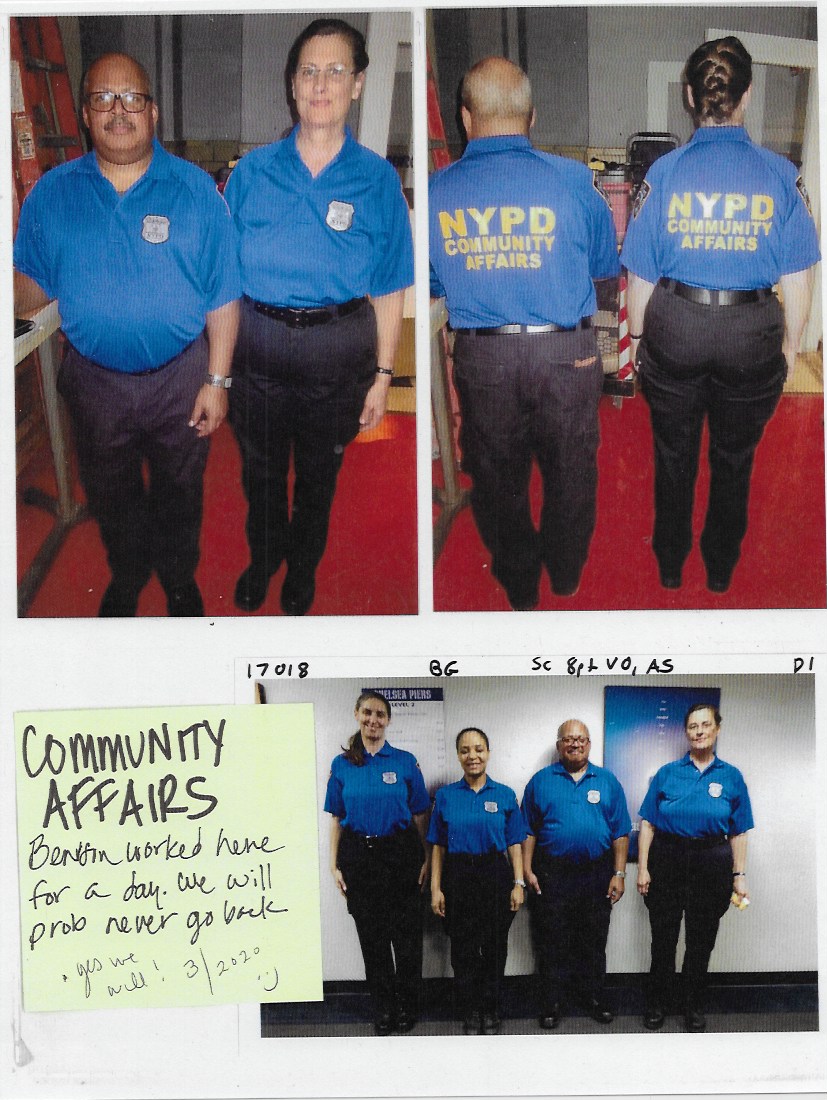 NYPD
COMMUNITY
AFFAIRS
NYPD
COMMUNITY
AFFAIRS
17018 BG Sc 8pt VO, AS D1
CHELSEA PIERS
LEVEL 2
COMMUNITY
AFFAIRS
Benson worked here
for a day. We will
prob never go back
. yes we
will! 3/2020